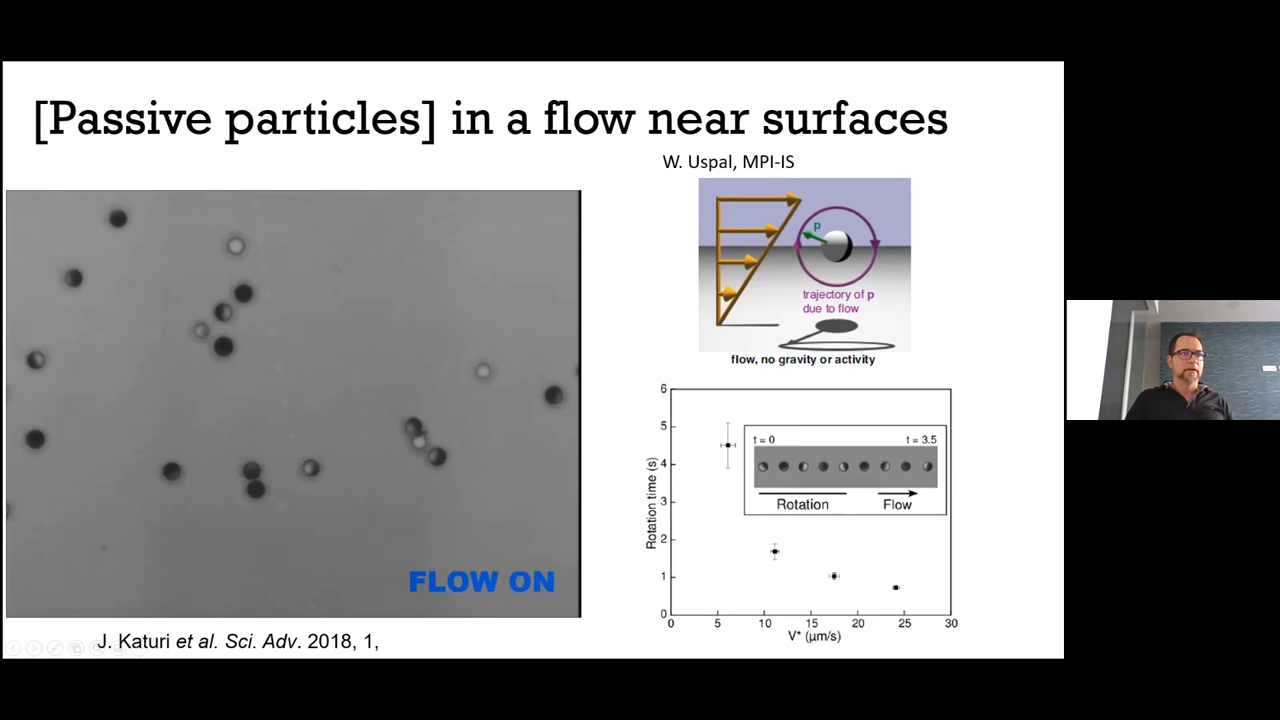 [Passive particles] in a flow near surfaces
W. Uspal, MPI-IS
p
trajectory of p
due to flow
flow, no gravity or activity
FLOW ON
6
5
4
3
2
1
0
Rotation time (s)
t = 0
t = 3.5
Rotation
Flow
0 5 10 15 20 25 30
V* (µm/s)
J. Katuri et al. Sci. Adv. 2018, 1,